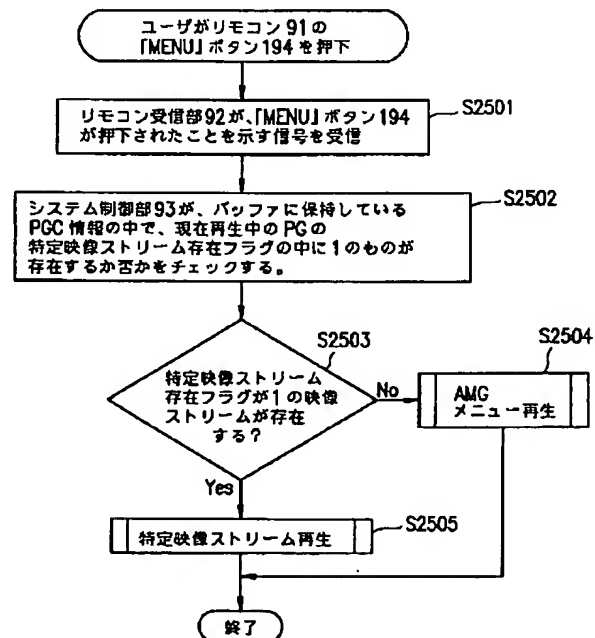 ユーザがリモコン91の
「MENU」ボタン194を押下
S2501
リモコン受信部92が、「MENU」ボタン194
が押下されたことを示す信号を受信
S2502
システム制御部93が、バッファに保持している
PGC情報の中で、現在再生中のPGの
特定映像ストリーム存在フラグの中に1のものが
存在するか否かをチェックする。
S2503
特定映像ストリーム
存在フラグが1の映像
ストリームが存在
する？
No
S2504
AMG
メニュー再生
Yes
S2505
特定映像ストリーム再生
終了